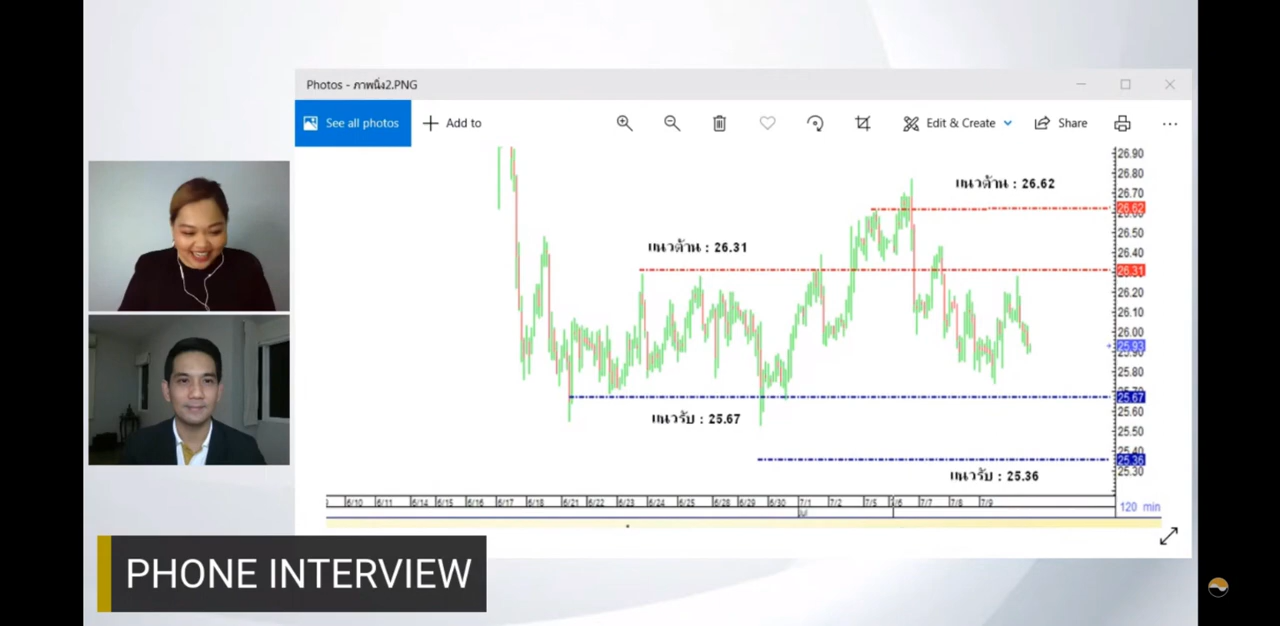 Photos - ภาพนิ่ง2.PNG
See all photos
Add to
Edit & Create
Share
26.90
26.80
แนวต้าน : 26.62
26.70
26.62
26.50
แนวต้าน : 26.31
26.40
26.31
26.20
26.10
26.00
25.93
25.80
25.67
แนวรับ : 25.67
25.60
25.50
25.36
แนวรับ : 25.36
25.30
6/10 6/11 6/14 6/15 6/16 6/17 6/18 6/21 6/22 6/23 6/24 6/25 6/28 6/29 6/30 7/1 7/2 7/5 7/6 7/7 7/8 7/9
120 min
PHONE INTERVIEW